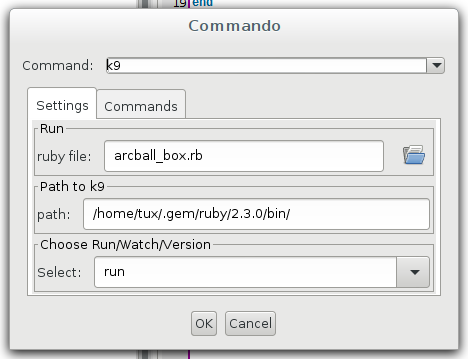 19 end
Commando
Command: k9
Settings Commands
Run
ruby file: arcball_box.rb
Path to k9
path: /home/tux/.gem/ruby/2.3.0/bin/
Choose Run/Watch/Version
Select: run
OK Cancel